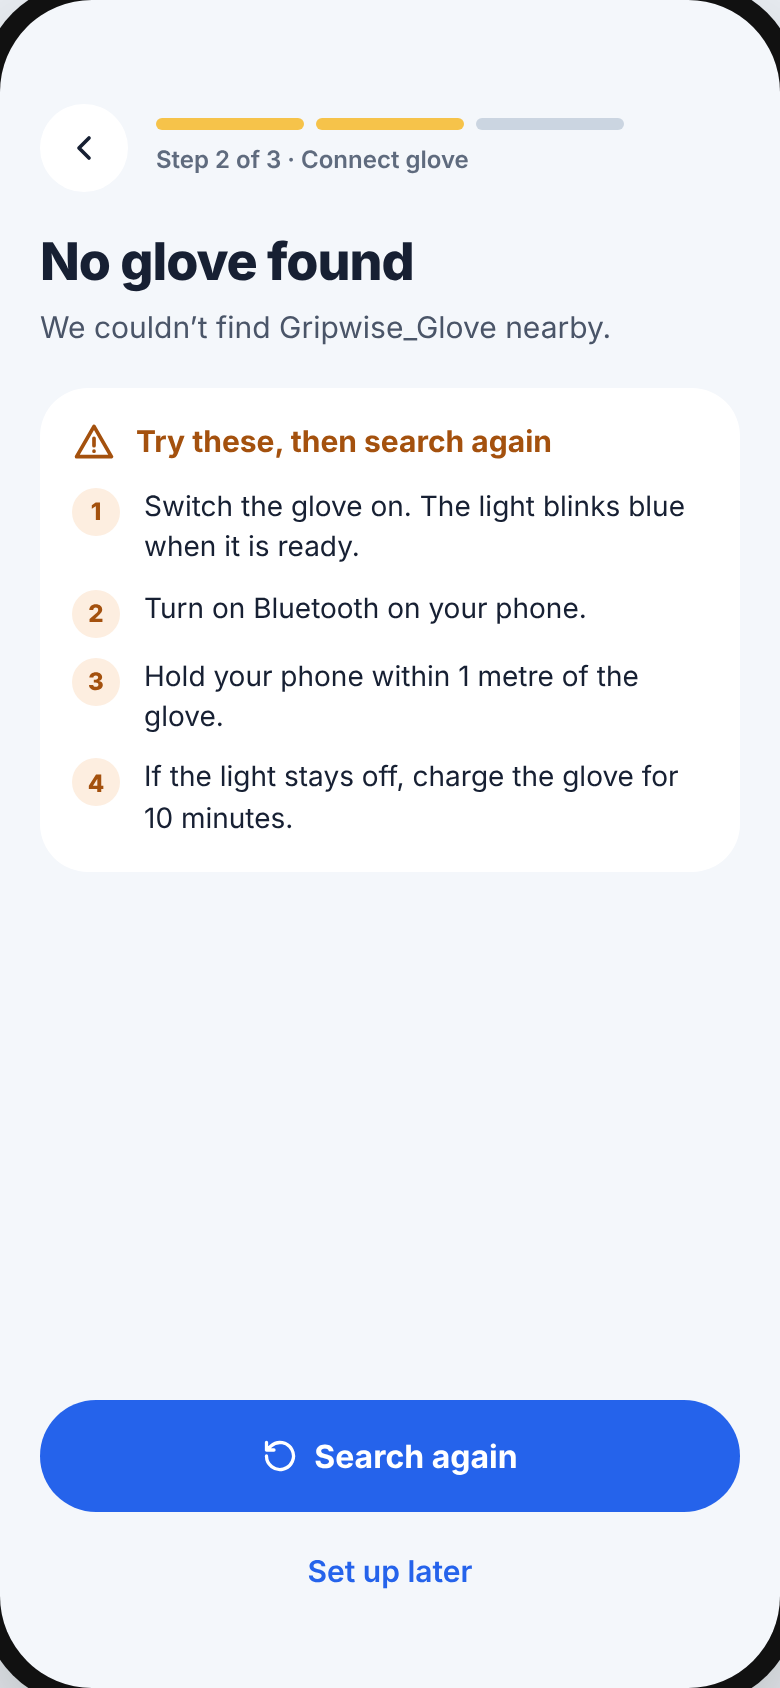 Step 2 of 3 · Connect glove
No glove found
We couldn’t find Gripwise_Glove nearby.
Try these, then search again
1 Switch the glove on. The light blinks blue
when it is ready.
2 Turn on Bluetooth on your phone.
3 Hold your phone within 1 metre of the
glove.
4 If the light stays off, charge the glove for
10 minutes.
Search again
Set up later